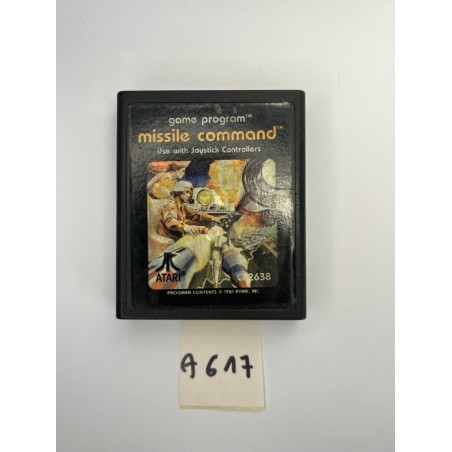 game program™
missile command™
Use with Joystick Controllers
CX2638
ATARI®
PROGRAM CONTENTS © 1981 ATARI, INC.
A617